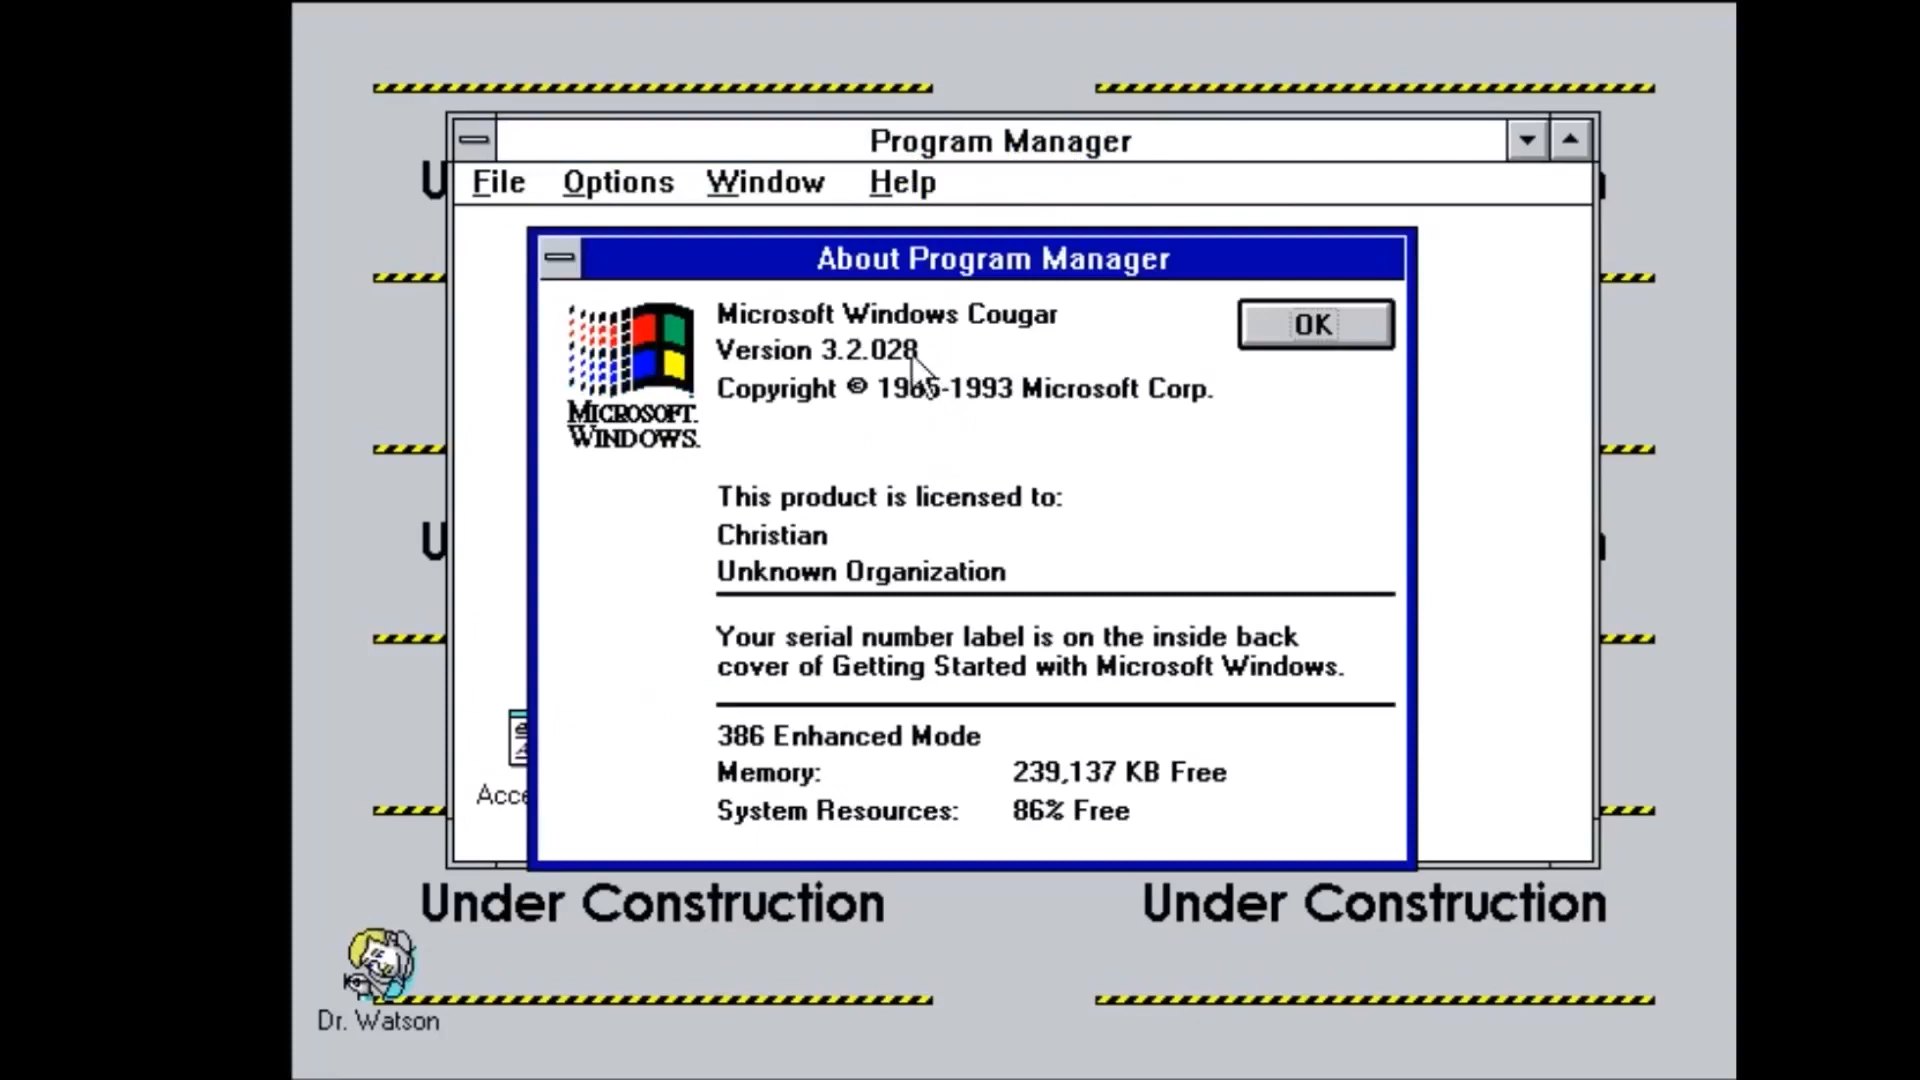 Program Manager
File Options Window Help
About Program Manager
Microsoft Windows Cougar
OK
Version 3.2.028
Copyright © 1985-1993 Microsoft Corp.
MICROSOFT.
WINDOWS.
This product is licensed to:
Christian
Unknown Organization
Your serial number label is on the inside back
cover of Getting Started with Microsoft Windows.
386 Enhanced Mode
Memory: 239,137 KB Free
System Resources: 86% Free
Acce
Under Construction Under Construction
Dr. Watson